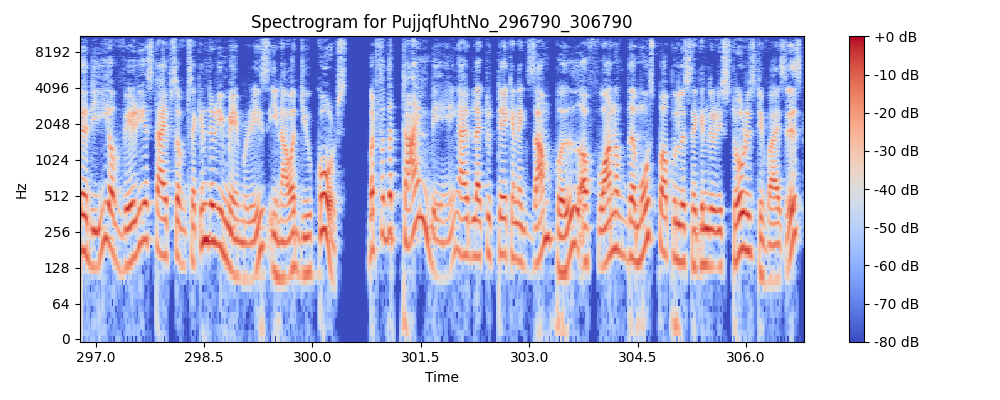 Spectrogram for PujjqfUhtNo_296790_306790
8192
4096
2048
1024
512
256
128
64
0
Hz
297.0 298.5 300.0 301.5 303.0 304.5 306.0
Time
+0 dB
-10 dB
-20 dB
-30 dB
-40 dB
-50 dB
-60 dB
-70 dB
-80 dB